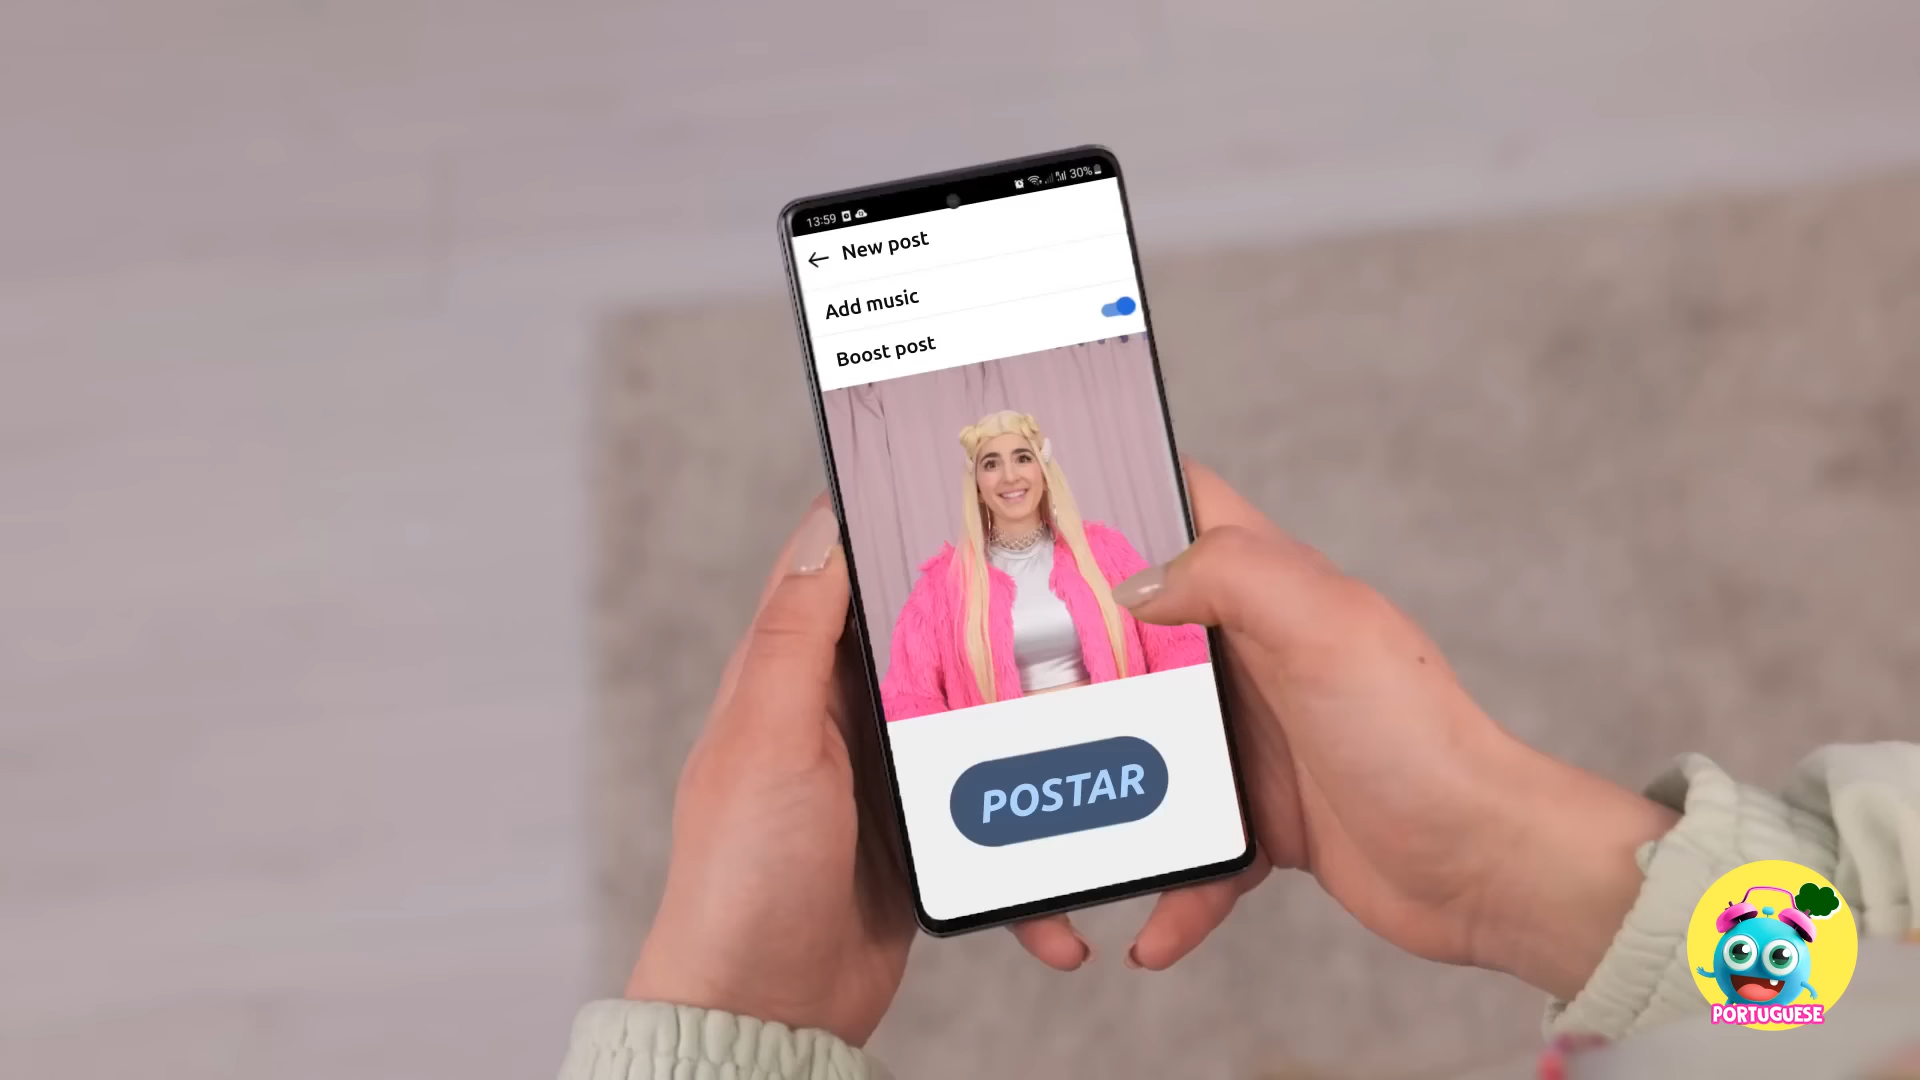 13:59
30%
New post
Add music
Boost post
POSTAR
PORTUGUESE